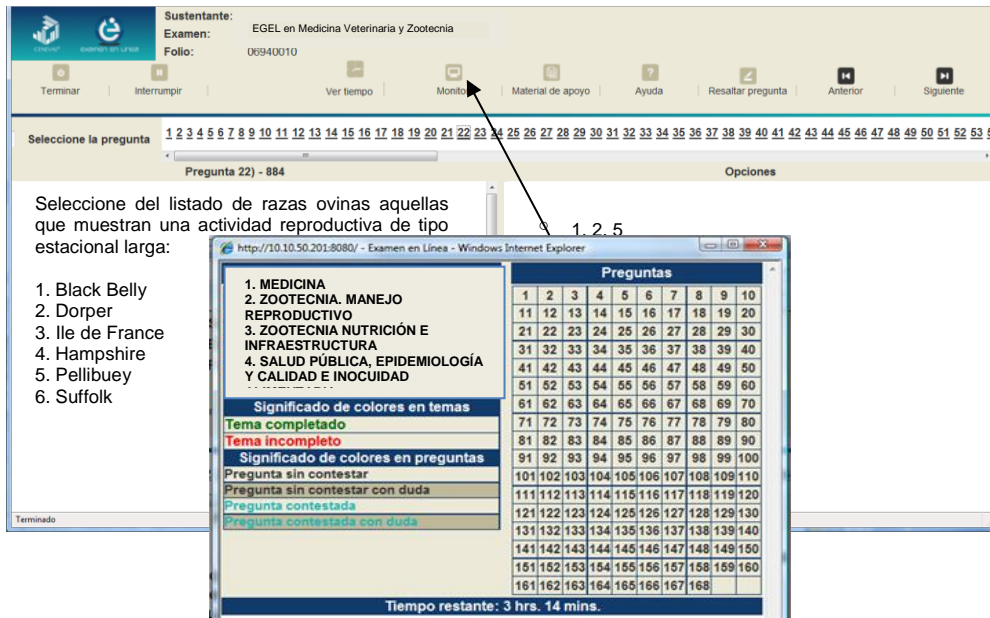 Sustentante:
Examen: EGEL en Medicina Veterinaria y Zootecnia
Folio: 06940010
CENEVAL examen en línea
Terminar Interrumpir Ver tiempo Monitor Material de apoyo Ayuda Resaltar pregunta Anterior Siguiente
Seleccione la pregunta 1 2 3 4 5 6 7 8 9 10 11 12 13 14 15 16 17 18 19 20 21 22 23 24 25 26 27 28 29 30 31 32 33 34 35 36 37 38 39 40 41 42 43 44 45 46 47 48 49 50 51 52 53
Pregunta 22) - 884 Opciones
Seleccione del listado de razas ovinas aquellas
que muestran una actividad reproductiva de tipo
estacional larga:
1. Black Belly
2. Dorper
3. Ile de France
4. Hampshire
5. Pellibuey
6. Suffolk
1, 2, 5
Terminado
http://10.10.50.201:8080/ - Examen en Línea - Windows Internet Explorer
1. MEDICINA
2. ZOOTECNIA. MANEJO
REPRODUCTIVO
3. ZOOTECNIA NUTRICIÓN E
INFRAESTRUCTURA
4. SALUD PÚBLICA, EPIDEMIOLOGÍA
Y CALIDAD E INOCUIDAD
Significado de colores en temas
Tema completado
Tema incompleto
Significado de colores en preguntas
Pregunta sin contestar
Pregunta sin contestar con duda
Pregunta contestada
Pregunta contestada con duda
Preguntas
1 2 3 4 5 6 7 8 9 10
11 12 13 14 15 16 17 18 19 20
21 22 23 24 25 26 27 28 29 30
31 32 33 34 35 36 37 38 39 40
41 42 43 44 45 46 47 48 49 50
51 52 53 54 55 56 57 58 59 60
61 62 63 64 65 66 67 68 69 70
71 72 73 74 75 76 77 78 79 80
81 82 83 84 85 86 87 88 89 90
91 92 93 94 95 96 97 98 99 100
101 102 103 104 105 106 107 108 109 110
111 112 113 114 115 116 117 118 119 120
121 122 123 124 125 126 127 128 129 130
131 132 133 134 135 136 137 138 139 140
141 142 143 144 145 146 147 148 149 150
151 152 153 154 155 156 157 158 159 160
161 162 163 164 165 166 167 168
Tiempo restante: 3 hrs. 14 mins.